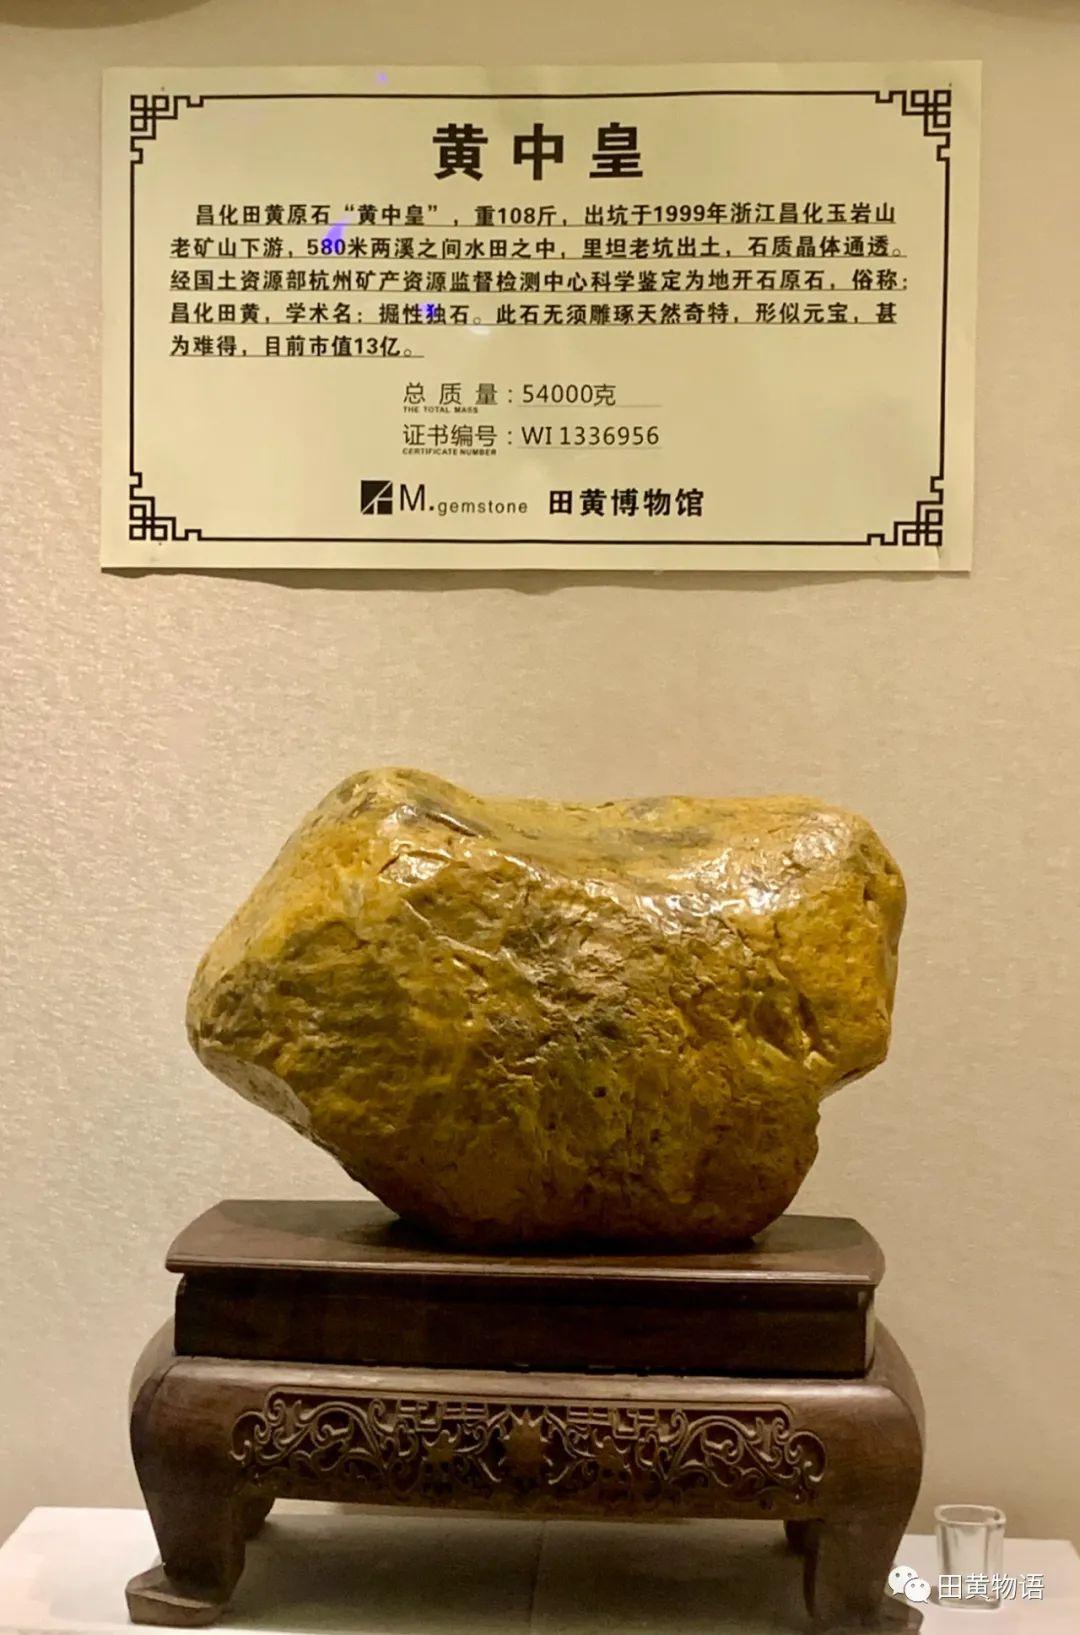 黄中皇
昌化田黄原石“黄中皇”，重108斤，出坑于1999年浙江昌化玉岩山
老矿山下游，580米两溪之间水田之中，里坦老坑出土，石质晶体通透。
经国土资源部杭州矿产资源监督检测中心科学鉴定为地开石原石，俗称：
昌化田黄，学术名：掘性独石。此石无须雕琢天然奇特，形似元宝，甚
为难得，目前市值13亿。
总质量：54000克
THE TOTAL MASS
证书编号：WI 1336956
CERTIFICATE NUMBER
M.gemstone 田黄博物馆
田黄物语